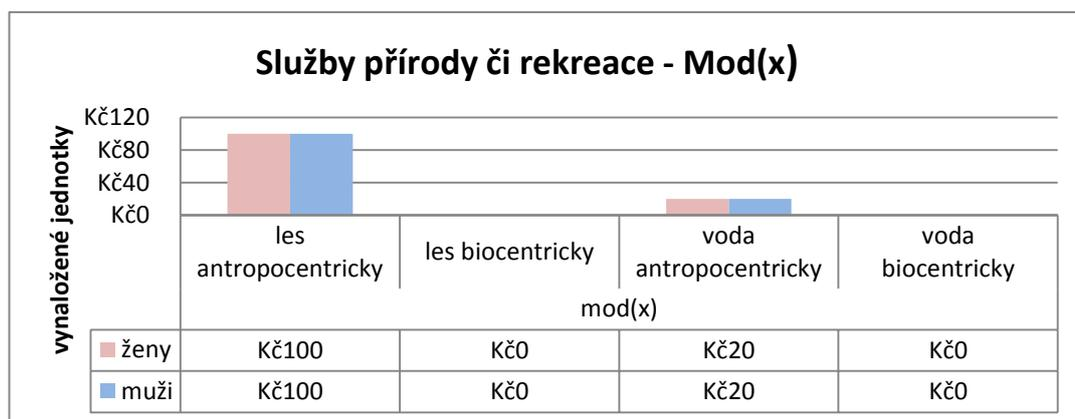 Služby přírody či rekreace - Mod(x)
vynaložené jednotky
Kč120
Kč80
Kč40
Kč0
les
antropocentricky
les biocentricky
voda
antropocentricky
voda
biocentricky
mod(x)
ženy Kč100 Kč0 Kč20 Kč0
muži Kč100 Kč0 Kč20 Kč0